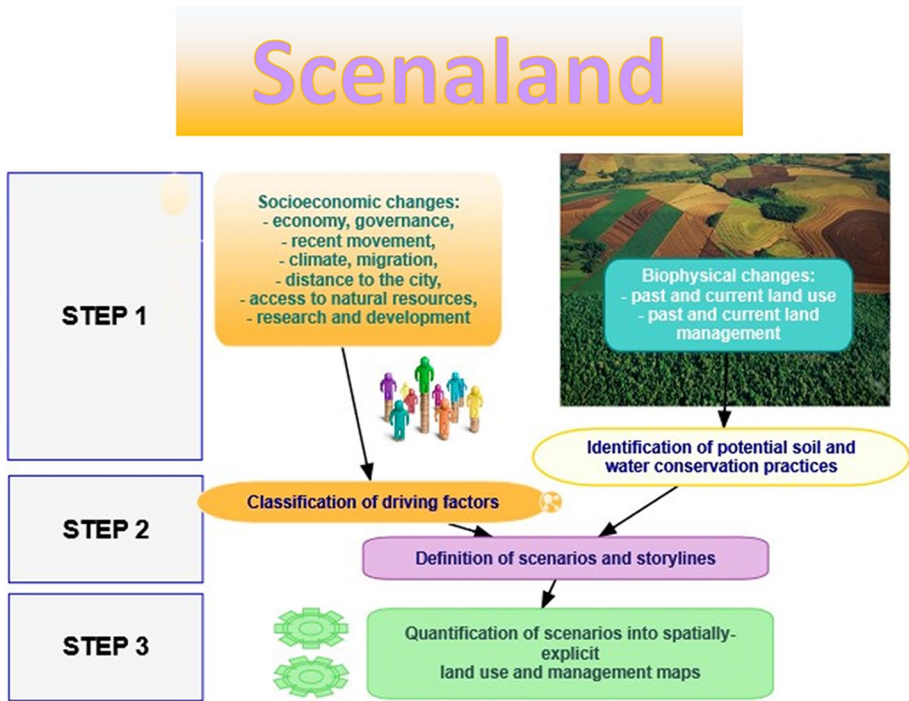 Scenaland
STEP 1
Socioeconomic changes:
- economy, governance,
- recent movement,
- climate, migration,
- distance to the city,
- access to natural resources,
- research and development
Biophysical changes:
- past and current land use
- past and current land
management
Identification of potential soil and
water conservation practices
STEP 2
Classification of driving factors
Definition of scenarios and storylines
STEP 3
Quantification of scenarios into spatially-
explicit
land use and management maps